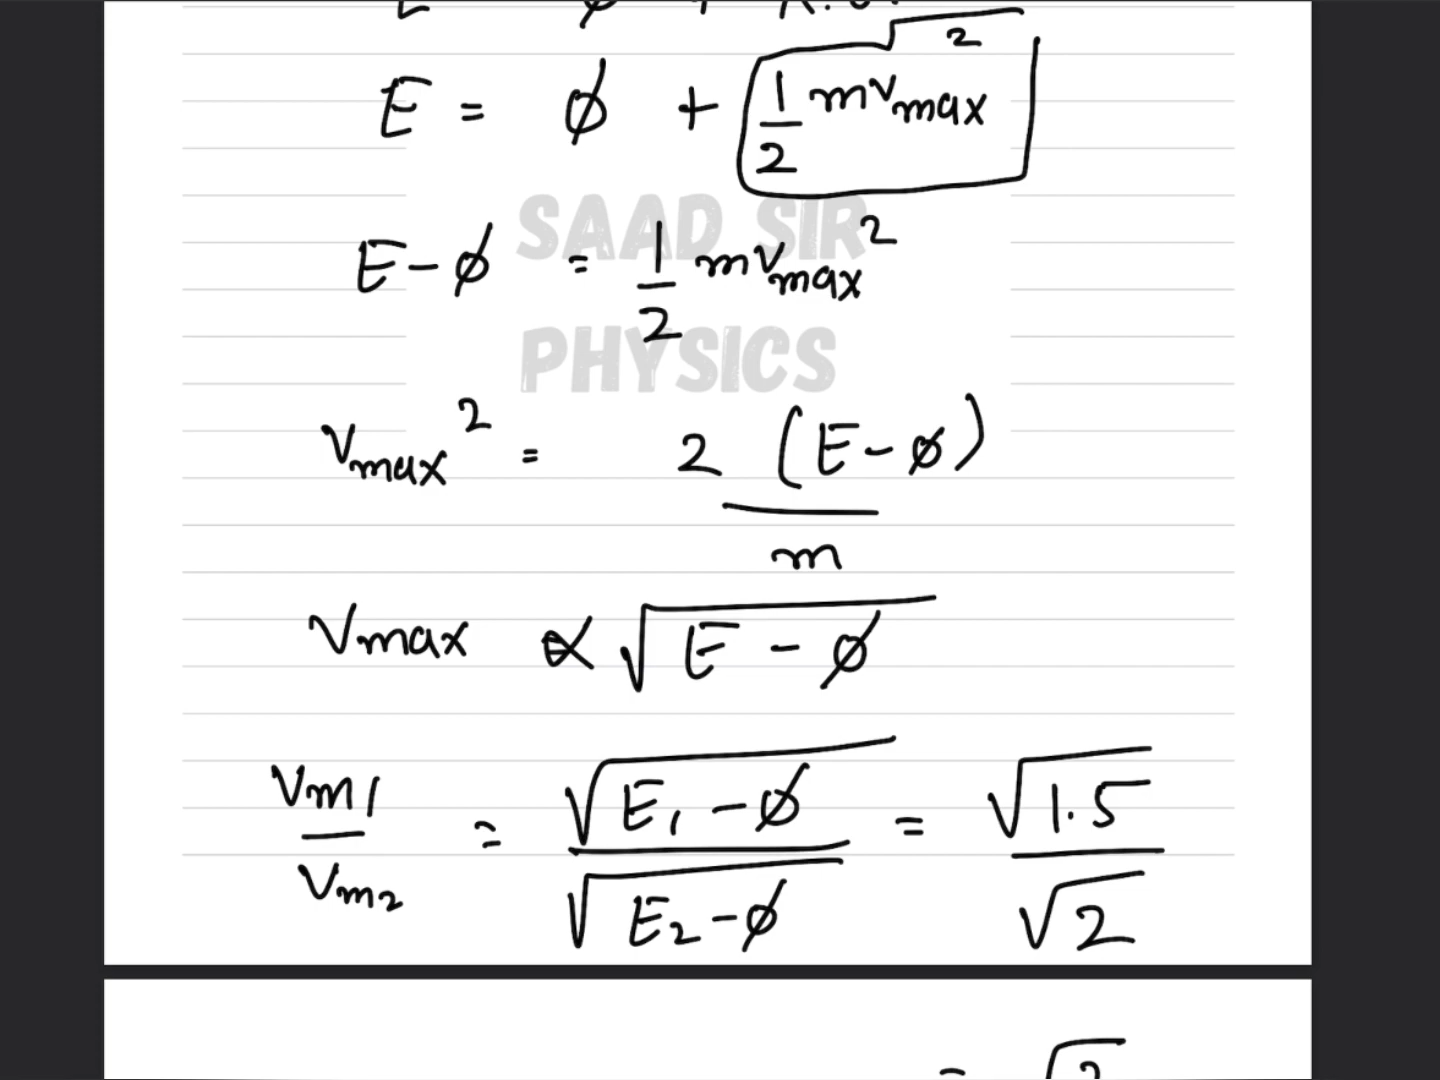 E = ϕ + 1/2 mv_max²
SAAD SIR
E - ϕ = 1/2 mv_max²
PHYSICS
v_max² = 2 (E - ϕ) / m
v_max ∝ √(E - ϕ)
v_m1 / v_m2 = √(E₁ - ϕ) / √(E₂ - ϕ) = √1.5 / √2